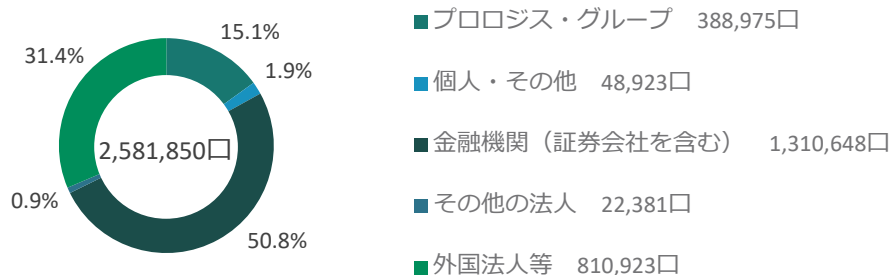 15.1%
1.9%
31.4%
2,581,850口
0.9%
50.8%
プロロジス・グループ 388,975口
個人・その他 48,923口
金融機関（証券会社を含む） 1,310,648口
その他の法人 22,381口
外国法人等 810,923口